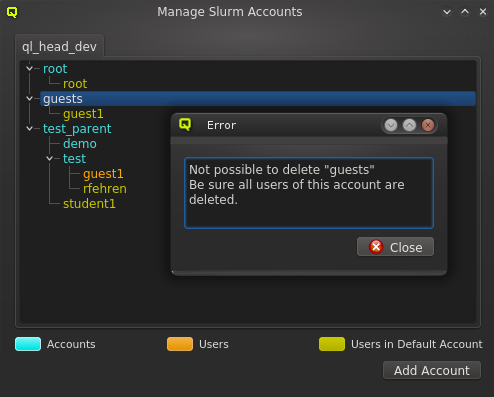 Manage Slurm Accounts
ql_head_dev
root
root
guests
guest1
test_parent
demo
test
guest1
rfehren
student1
Error
Not possible to delete "guests"
Be sure all users of this account are
deleted.
Close
Accounts
Users
Users in Default Account
Add Account